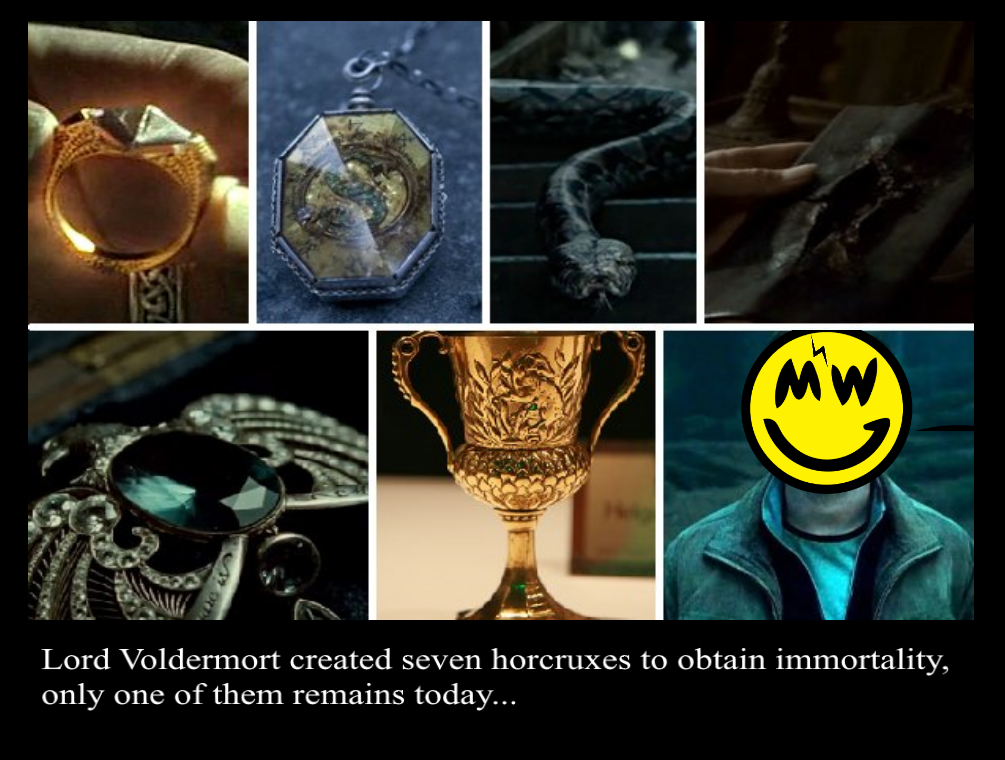 MW
Lord Voldermort created seven horcruxes to obtain immortality,
only one of them remains today...